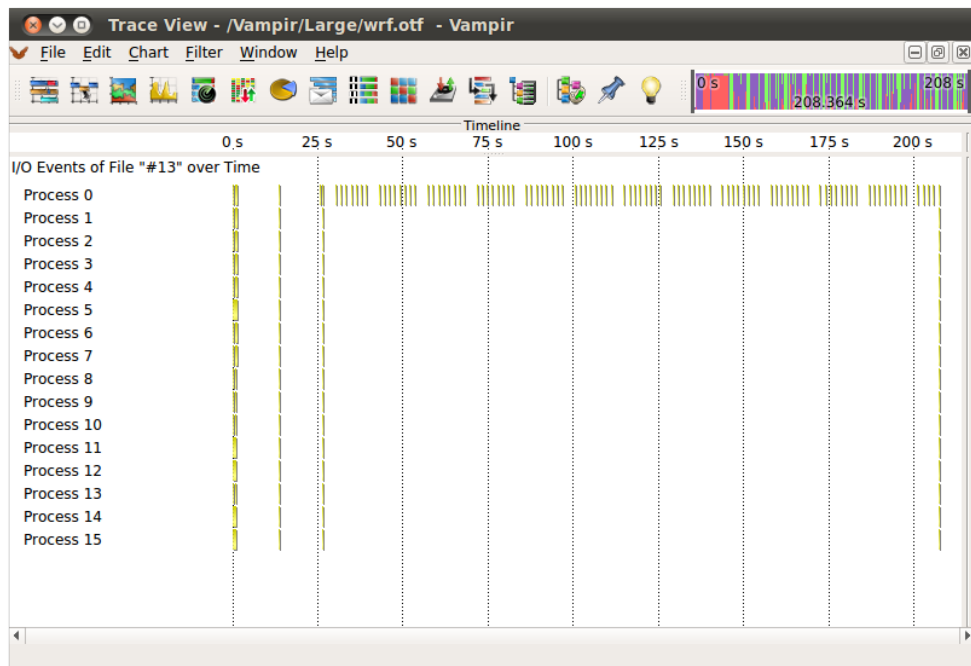 Trace View - /Vampir/Large/wrf.otf - Vampir
File Edit Chart Filter Window Help
0 s 208 s
208.364 s
Timeline
0 s 25 s 50 s 75 s 100 s 125 s 150 s 175 s 200 s
I/O Events of File "#13" over Time
Process 0
Process 1
Process 2
Process 3
Process 4
Process 5
Process 6
Process 7
Process 8
Process 9
Process 10
Process 11
Process 12
Process 13
Process 14
Process 15